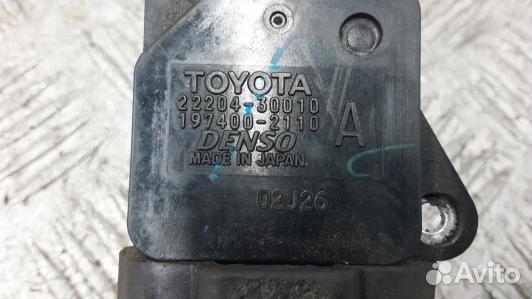 TOYOTA
22204-30010
197400-2110
A
DENSO
MADE IN JAPAN
02J26
Avito